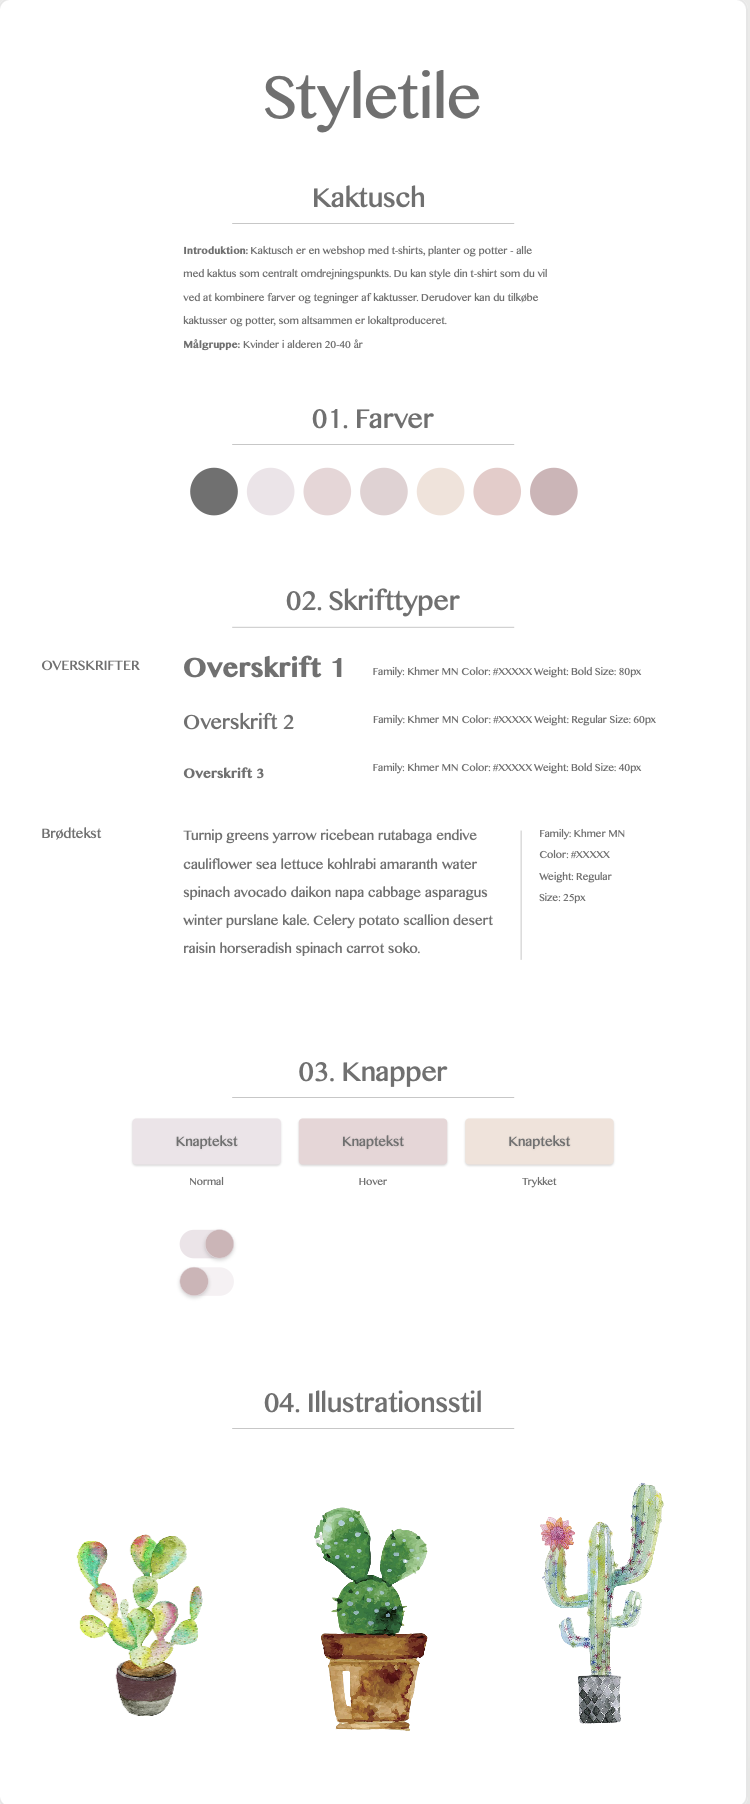 Styletile
Kaktusch
Introduktion: Kaktusch er en webshop med t-shirts, planter og potter - alle
med kaktus som centralt omdrejningspunkts. Du kan style din t-shirt som du vil
ved at kombinere farver og tegninger af kaktusser. Derudover kan du tilkøbe
kaktusser og potter, som altsammen er lokaltproduceret.
Målgruppe: Kvinder i alderen 20-40 år
01. Farver
02. Skrifttyper
OVERSKRIFTER
Overskrift 1
Family: Khmer MN Color: #XXXXX Weight: Bold Size: 80px
Overskrift 2
Family: Khmer MN Color: #XXXXX Weight: Regular Size: 60px
Overskrift 3
Family: Khmer MN Color: #XXXXX Weight: Bold Size: 40px
Brødtekst
Turnip greens yarrow ricebean rutabaga endive
cauliflower sea lettuce kohlrabi amaranth water
spinach avocado daikon napa cabbage asparagus
winter purslane kale. Celery potato scallion desert
raisin horseradish spinach carrot soko.
Family: Khmer MN
Color: #XXXXX
Weight: Regular
Size: 25px
03. Knapper
Knaptekst
Knaptekst
Knaptekst
Normal
Hover
Trykket
04. Illustrationsstil